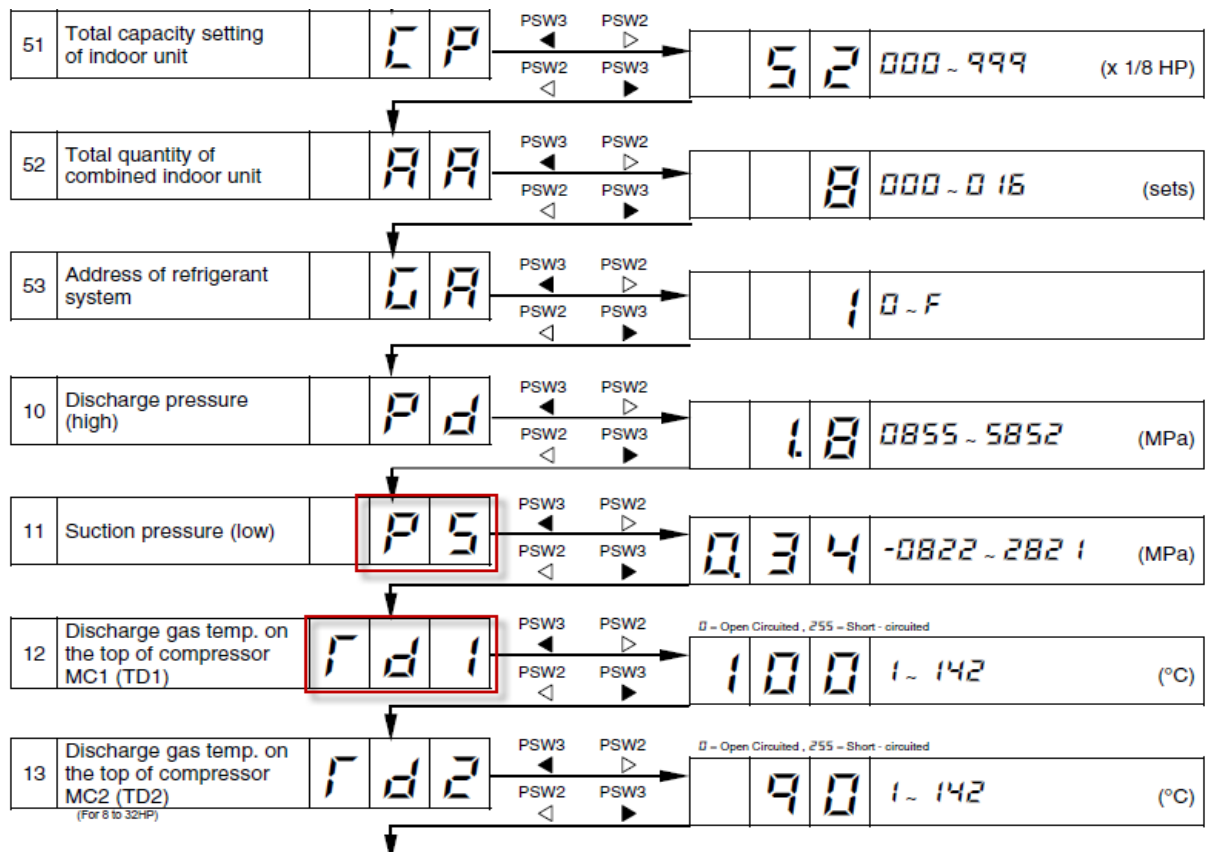 51 Total capacity setting of indoor unit CP PSW3 PSW2 52 000 ~ 999 (x 1/8 HP)
PSW2 PSW3
52 Total quantity of combined indoor unit AA PSW3 PSW2 8 000 ~ 016 (sets)
PSW2 PSW3
53 Address of refrigerant system GA PSW3 PSW2 1 0 ~ F
PSW2 PSW3
10 Discharge pressure (high) Pd PSW3 PSW2 1.8 0855 ~ 5852 (MPa)
PSW2 PSW3
11 Suction pressure (low) PS PSW3 PSW2 0.34 -0822 ~ 2821 (MPa)
PSW2 PSW3
0 – Open Circuited , 255 – Short - circuited
12 Discharge gas temp. on the top of compressor MC1 (TD1) Td1 PSW3 PSW2 100 1 ~ 142 (°C)
PSW2 PSW3
0 – Open Circuited , 255 – Short - circuited
13 Discharge gas temp. on the top of compressor MC2 (TD2) (For 8 to 32HP) Td2 PSW3 PSW2 90 1 ~ 142 (°C)
PSW2 PSW3